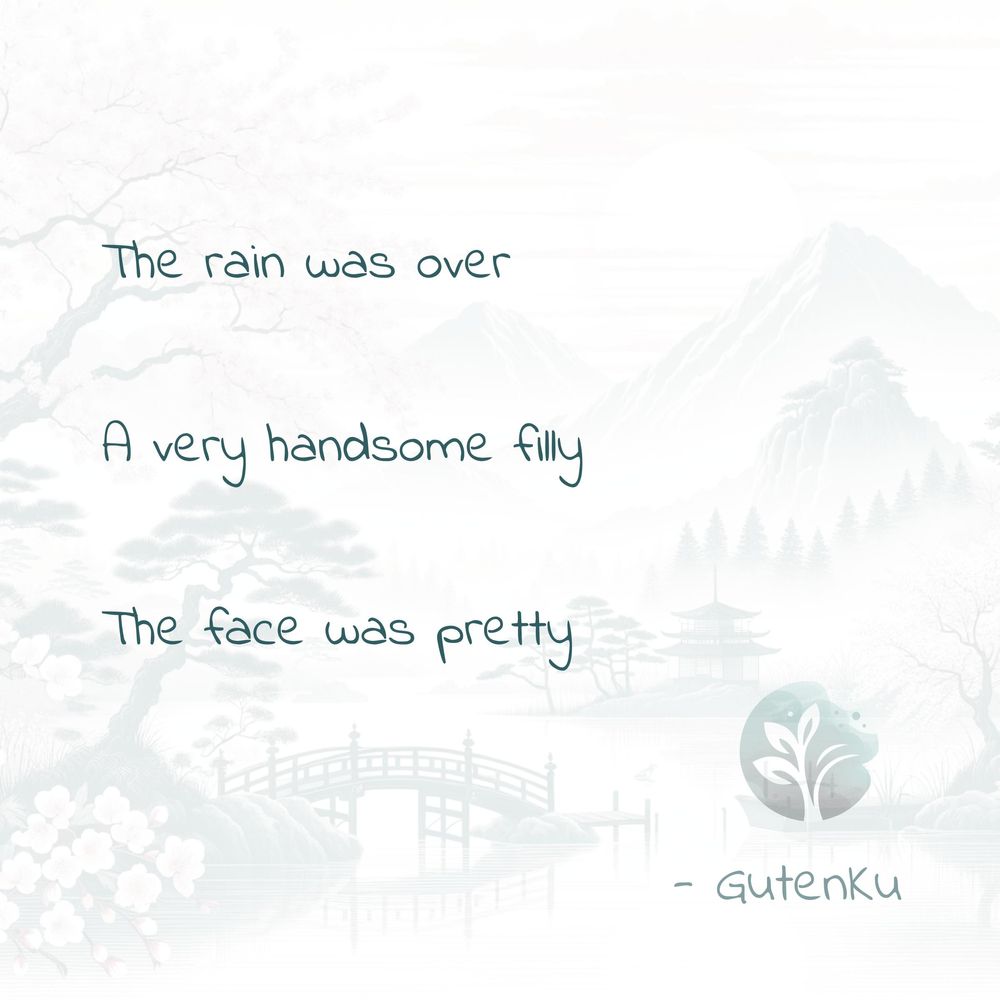 The rain was over
A very handsome filly
The face was pretty
- GutenKu